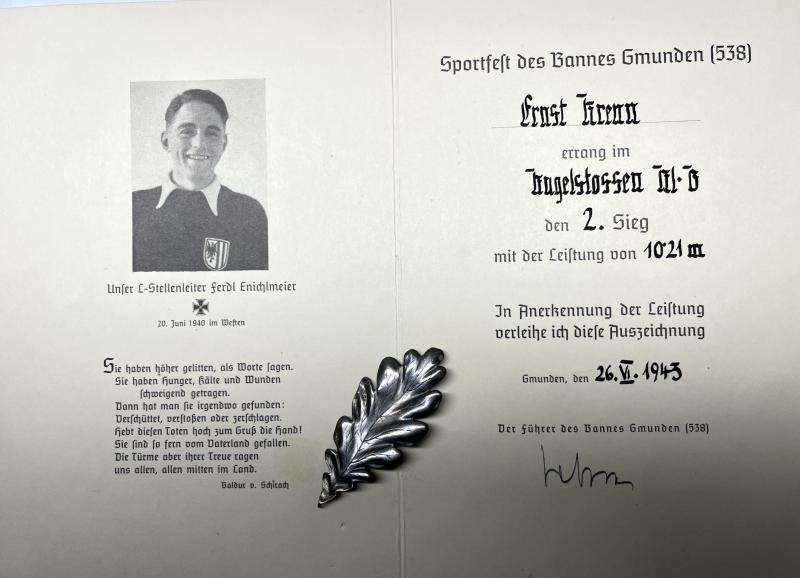 Unser L-Stellenleiter Ferdl Enichlmeier
20. Juni 1940 im Westen
Sie haben höher gelitten, als Worte sagen.
Sie haben Hunger, Kälte und Wunden
schweigend getragen.
Dann hat man sie irgendwo gefunden:
Verschüttet, verstoßen oder zerschlagen.
Hebt diesen Toten hoch zum Gruß die Hand!
Sie sind so fern vom Vaterland gefallen.
Die Türme aber ihrer Treue ragen
uns allen, allen mitten im Land.
Baldur v. Schirach
Sportfest des Bannes Gmunden (538)
Ernst Krenn
errang im
Kugelstossen Kl. B
den 2. Sieg
mit der Leistung von 10·21 m
In Anerkennung der Leistung
verleihe ich diese Auszeichnung
Gmunden, den 26. VI. 1943
Der Führer des Bannes Gmunden (538)